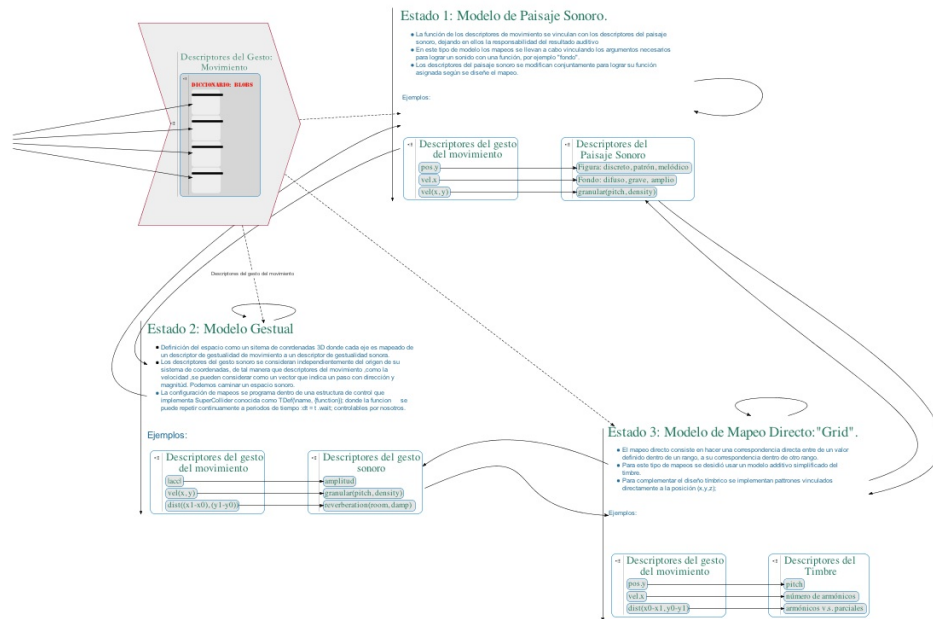 Estado 1: Modelo de Paisaje Sonoro.
● La función de los descriptores de movimiento se vinculan con los descriptores del paisaje
sonoro, dejando en ellos la responsabilidad del resultado auditivo
● En este tipo de modelo los mapeos se llevan a cabo vinculando los argumentos necesarios
para lograr un sonido con una función, por ejemplo "fondo".
● Los descriptores del paisaje sonoro se modifican conjuntamente para lograr su función
asignada según se diseñe el mapeo.
Ejemplos:
Descriptores del gesto
del movimiento
pos.y
vel.x
vel(x, y)
Descriptores del
Paisaje Sonoro
Figura: discreto, patrón, melódico
Fondo: difuso, grave, amplio
granular(pitch, density)
Descriptores del Gesto:
Movimiento
DICCIONARIO: BLOBS
Descriptores del gesto del movimiento
Estado 2: Modelo Gestual
● Definición del espacio como un sitema de cordenadas 3D donde cada eje es mapeado de
un descriptor de gestualidad de movimiento a un descriptor de gestualidad sonora
● Los descriptores del gesto sonoro se consideran independientemente del origen de su
sistema de coordenadas, de tal manera que descriptores del movimiento ,como la
velocidad ,se pueden considerar como un vector que indica un paso con dirección y
magnitud. Podemos caminar un espacio sonoro.
● La configuración de mapeos se programa dentro de una estructura de control que
implementa SuperCollider conocida como TDef(\name, {function}); donde la funcion se
puede repetir continuamente a periodos de tiempo :dt = t .wait; controlables por nosotros.
Ejemplos:
Descriptores del gesto
del movimiento
|acc|
vel(x, y)
dist((x1-x0), (y1-y0))
Descriptores del gesto
sonoro
amplitud
granular(pitch, density)
reverberation(room, damp)
Estado 3: Modelo de Mapeo Directo:"Grid".
● El mapeo directo consiste en hacer una correspondencia directa entre de un valor
definido dentro de un rango, a su correspondencia dentro de otro rango.
● Para este tipo de mapeos se desidió usar un modelo additivo simplificado del
timbre.
● Para complementar el diseño tímbrico se implementan patrones vinculados
directamente a la posición (x,y,z);
Ejemplos:
Descriptores del gesto
del movimiento
pos.y
vel.x
dist(x0-x1, y0-y1)
Descriptores del
Timbre
pitch
número de armónicos
armónicos v.s. parciales